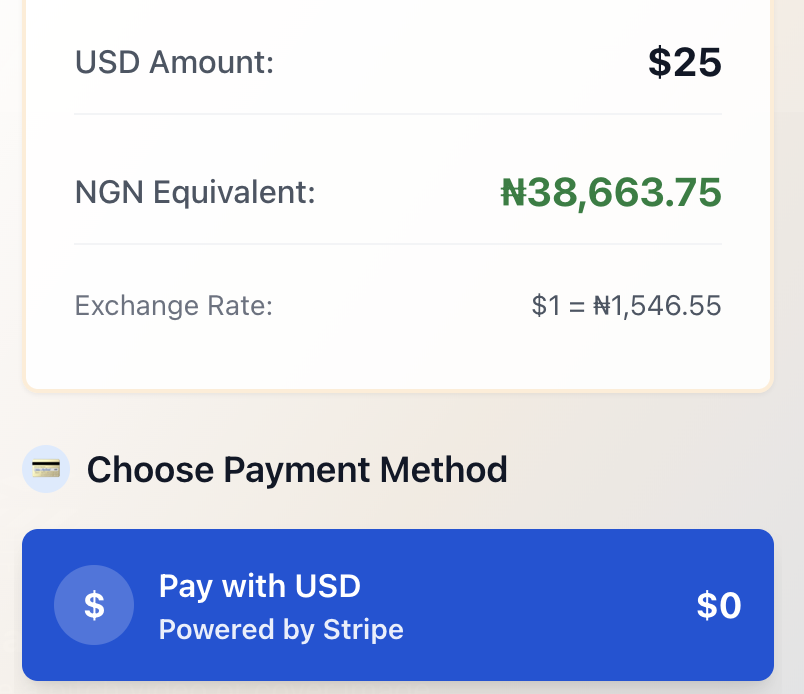 USD Amount: $25
NGN Equivalent: ₦38,663.75
Exchange Rate: $1 = ₦1,546.55
Choose Payment Method
$ Pay with USD $0
Powered by Stripe